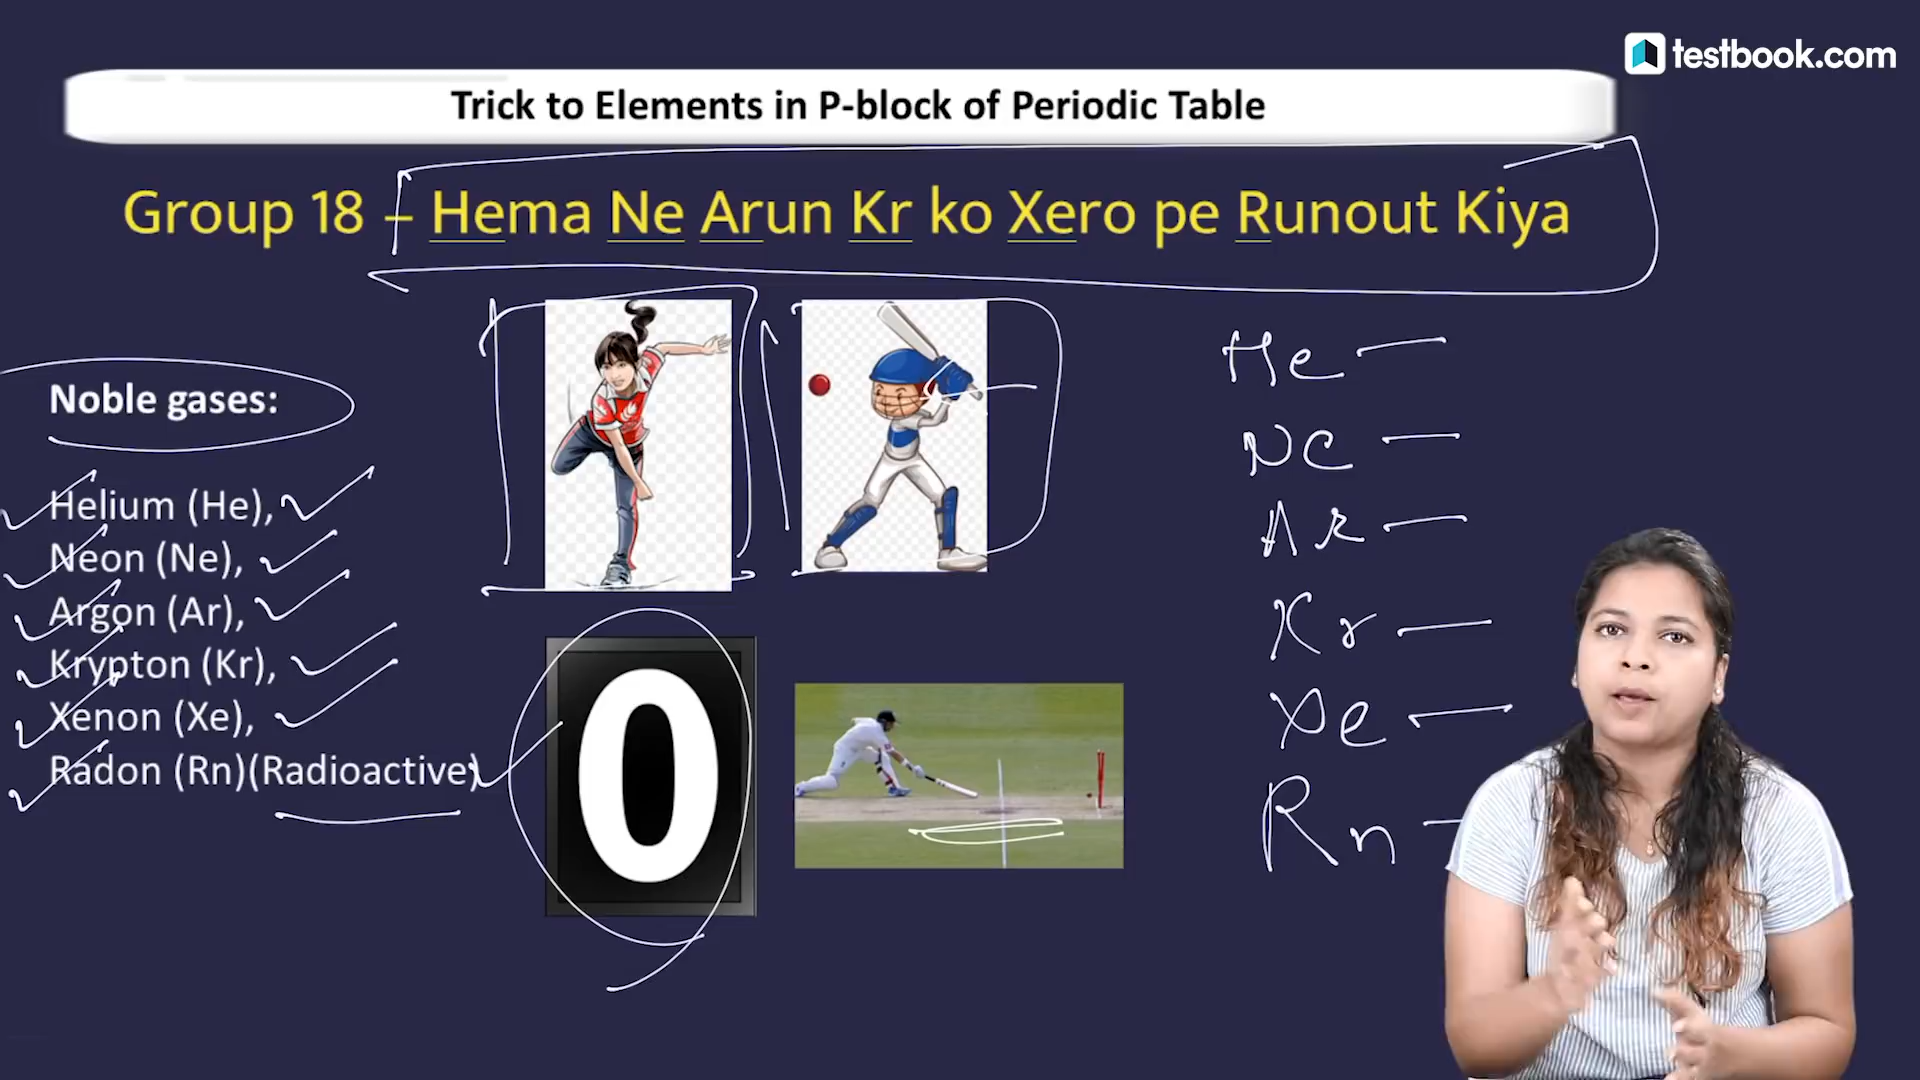 testbook.com
Trick to Elements in P-block of Periodic Table
Group 18 – Hema Ne Arun Kr ko Xero pe Runout Kiya
Noble gases:
Helium (He),
Neon (Ne),
Argon (Ar),
Krypton (Kr),
Xenon (Xe),
Radon (Rn)(Radioactive)
0
He —
Ne —
Ar —
Kr —
Xe —
Rn —